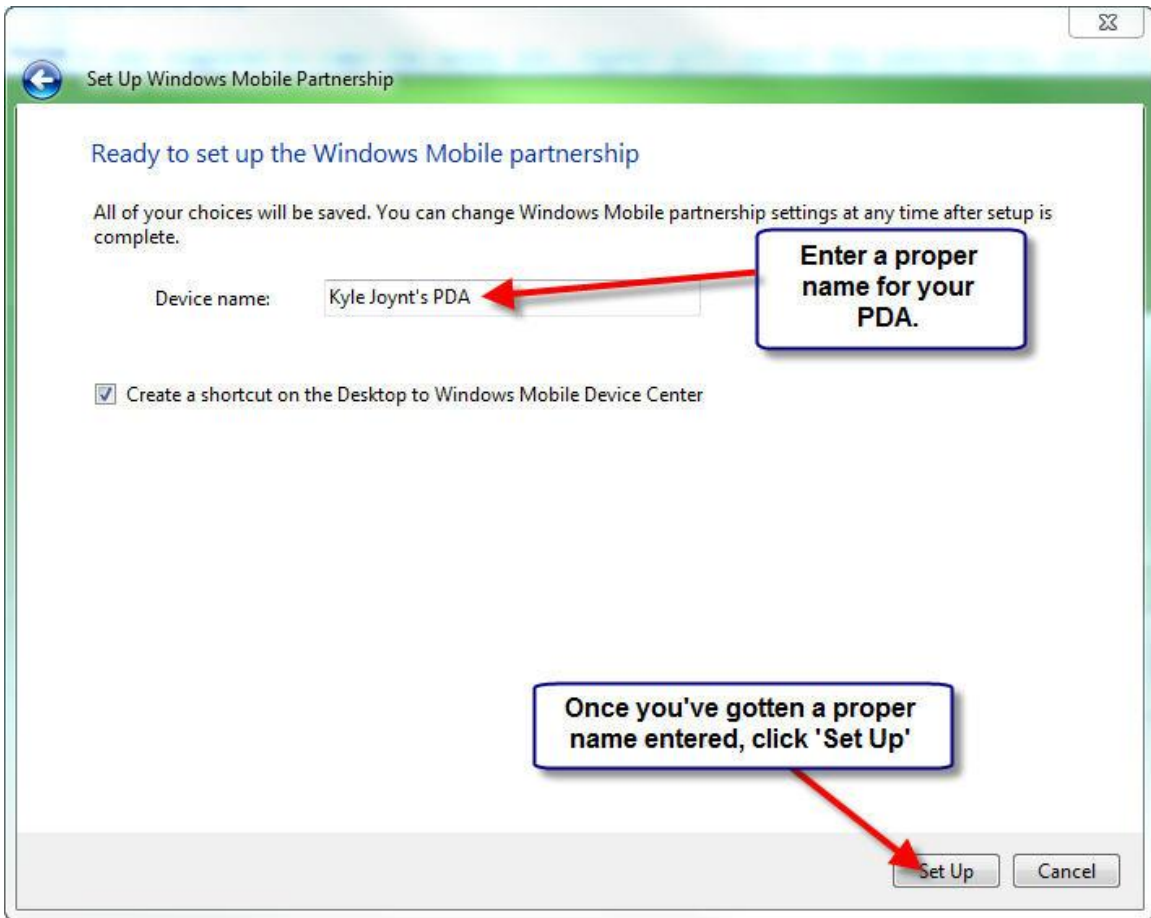 Set Up Windows Mobile Partnership
Ready to set up the Windows Mobile partnership
All of your choices will be saved. You can change Windows Mobile partnership settings at any time after setup is
complete.
Enter a proper
name for your
PDA.
Device name:
Kyle Joynt's PDA
Create a shortcut on the Desktop to Windows Mobile Device Center
Once you've gotten a proper
name entered, click 'Set Up'
Set Up
Cancel